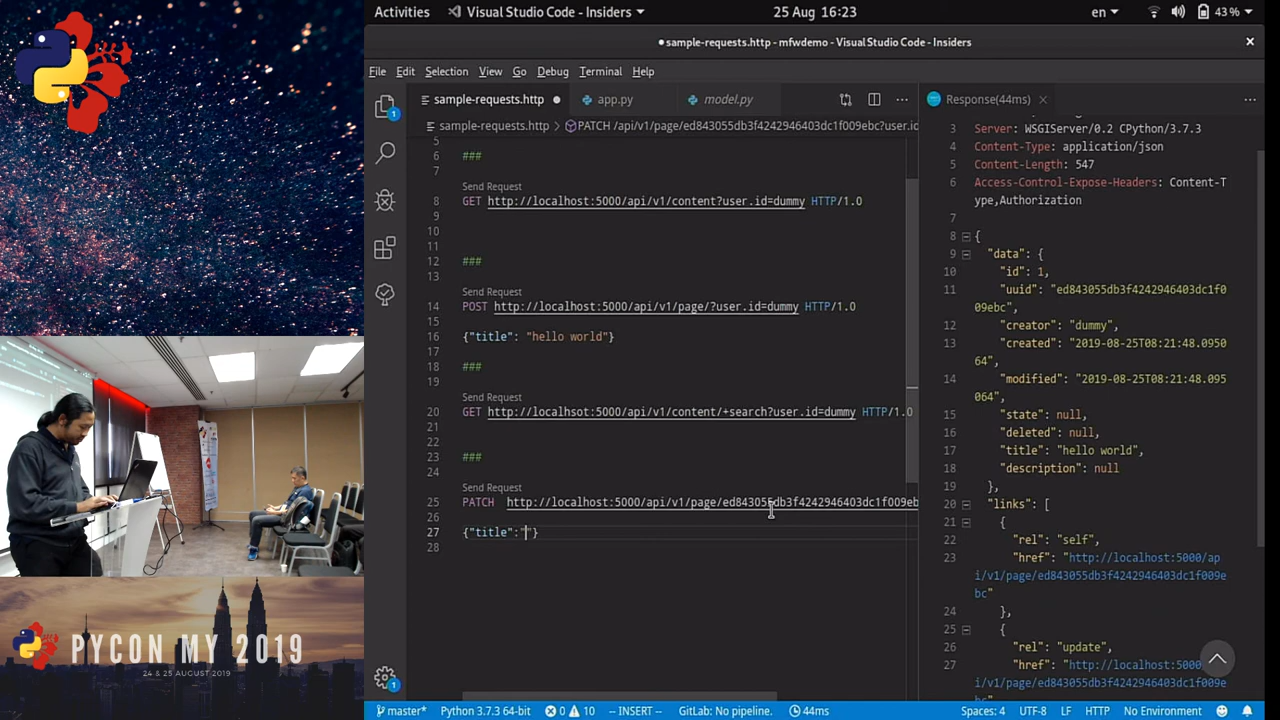 Activities
Visual Studio Code - Insiders
25 Aug 16:23
en
43%
sample-requests.http - mfwdemo - Visual Studio Code - Insiders
File Edit Selection View Go Debug Terminal Help
sample-requests.http
app.py
model.py
Response(44ms)
sample-requests.http > PATCH /api/v1/page/ed843055db3f4242946403dc1f009ebc?user.id
5
6 ###
7
Send Request
8 GET http://localhost:5000/api/v1/content?user.id=dummy HTTP/1.0
9
10
11
12 ###
13
Send Request
14 POST http://localhost:5000/api/v1/page/?user.id=dummy HTTP/1.0
15
16 {"title": "hello world"}
17
18 ###
19
Send Request
20 GET http://localhsot:5000/api/v1/content/+search?user.id=dummy HTTP/1.0
21
22
23 ###
24
Send Request
25 PATCH http://localhost:5000/api/v1/page/ed843055db3f4242946403dc1f009eb
26
27 {"title":""}
28
3 Server: WSGIServer/0.2 CPython/3.7.3
4 Content-Type: application/json
5 Content-Length: 547
6 Access-Control-Expose-Headers: Content-T
ype,Authorization
7
8 {
9 "data": {
10 "id": 1,
11 "uuid": "ed843055db3f4242946403dc1f0
09ebc",
12 "creator": "dummy",
13 "created": "2019-08-25T08:21:48.0950
64",
14 "modified": "2019-08-25T08:21:48.095
064",
15 "state": null,
16 "deleted": null,
17 "title": "hello world",
18 "description": null
19 },
20 "links": [
21 {
22 "rel": "self",
23 "href": "http://localhost:5000/ap
i/v1/page/ed843055db3f4242946403dc1f009e
bc"
24 },
25 {
26 "rel": "update",
27 "href": "http://localhost:5000
i/v1/page/ed843055db3f4242946403dc1f009e
bc"
1
1
master* Python 3.7.3 64-bit 0 10 -- INSERT -- GitLab: No pipeline. 44ms
Spaces: 4 UTF-8 LF HTTP No Environment
PYCON MY 2019
24 & 25 AUGUST 2019